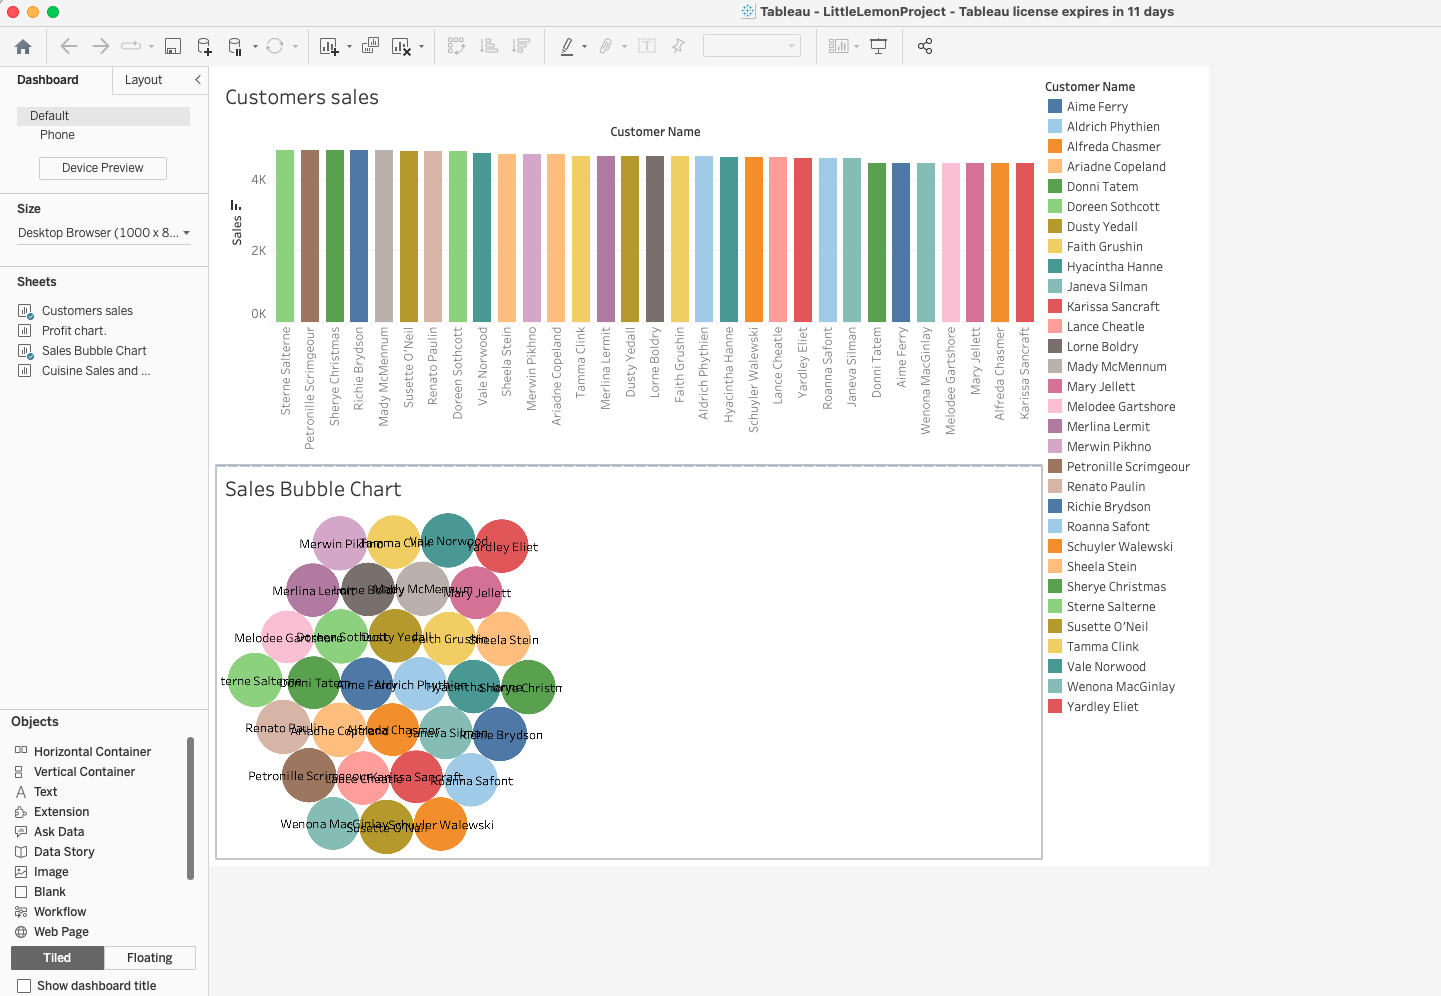 Tableau - LittleLemonProject - Tableau license expires in 11 days
Dashboard
Layout
Default
Phone
Device Preview
Size
Desktop Browser (1000 x 8...
Sheets
Customers sales
Profit chart.
Sales Bubble Chart
Cuisine Sales and ...
Objects
Horizontal Container
Vertical Container
Text
Extension
Ask Data
Data Story
Image
Blank
Workflow
Web Page
Tiled
Floating
Show dashboard title
Customers sales
Customer Name
Sales
4K
2K
0K
Sterne Salterne
Petronille Scrimgeour
Sherye Christmas
Richie Brydson
Mady McMennum
Susette O'Neil
Renato Paulin
Doreen Sothcott
Vale Norwood
Sheela Stein
Merwin Pikhno
Ariadne Copeland
Tamma Clink
Merlina Lermit
Dusty Yedall
Lorne Boldry
Faith Grushin
Aldrich Phythien
Hyacintha Hanne
Schuyler Walewski
Lance Cheatle
Yardley Eliet
Roanna Safont
Janeva Silman
Donni Tatem
Aime Ferry
Wenona MacGinlay
Melodee Gartshore
Mary Jellett
Alfreda Chasmer
Karissa Sancraft
Sales Bubble Chart
Merwin Pikhno
Tamma Clink
Vale Norwood
Yardley Eliet
Merlina Lermit
Lorne Boldry
Mady McMennum
Mary Jellett
Melodee Gartshore
Doreen Sothcott
Dusty Yedall
Faith Grushin
Sheela Stein
terne Salterne
Donni Tatem
Aime Ferry
Aldrich Phythien
Hyacintha Hanne
Sherye Christm
Renato Paulin
Ariadne Copeland
Alfreda Chasmer
Janeva Silman
Richie Brydson
Petronille Scrimgeour
Lance Cheatle
Karissa Sancraft
Roanna Safont
Wenona MacGinlay
Susette O'Neil
Schuyler Walewski
Customer Name
Aime Ferry
Aldrich Phythien
Alfreda Chasmer
Ariadne Copeland
Donni Tatem
Doreen Sothcott
Dusty Yedall
Faith Grushin
Hyacintha Hanne
Janeva Silman
Karissa Sancraft
Lance Cheatle
Lorne Boldry
Mady McMennum
Mary Jellett
Melodee Gartshore
Merlina Lermit
Merwin Pikhno
Petronille Scrimgeour
Renato Paulin
Richie Brydson
Roanna Safont
Schuyler Walewski
Sheela Stein
Sherye Christmas
Sterne Salterne
Susette O'Neil
Tamma Clink
Vale Norwood
Wenona MacGinlay
Yardley Eliet